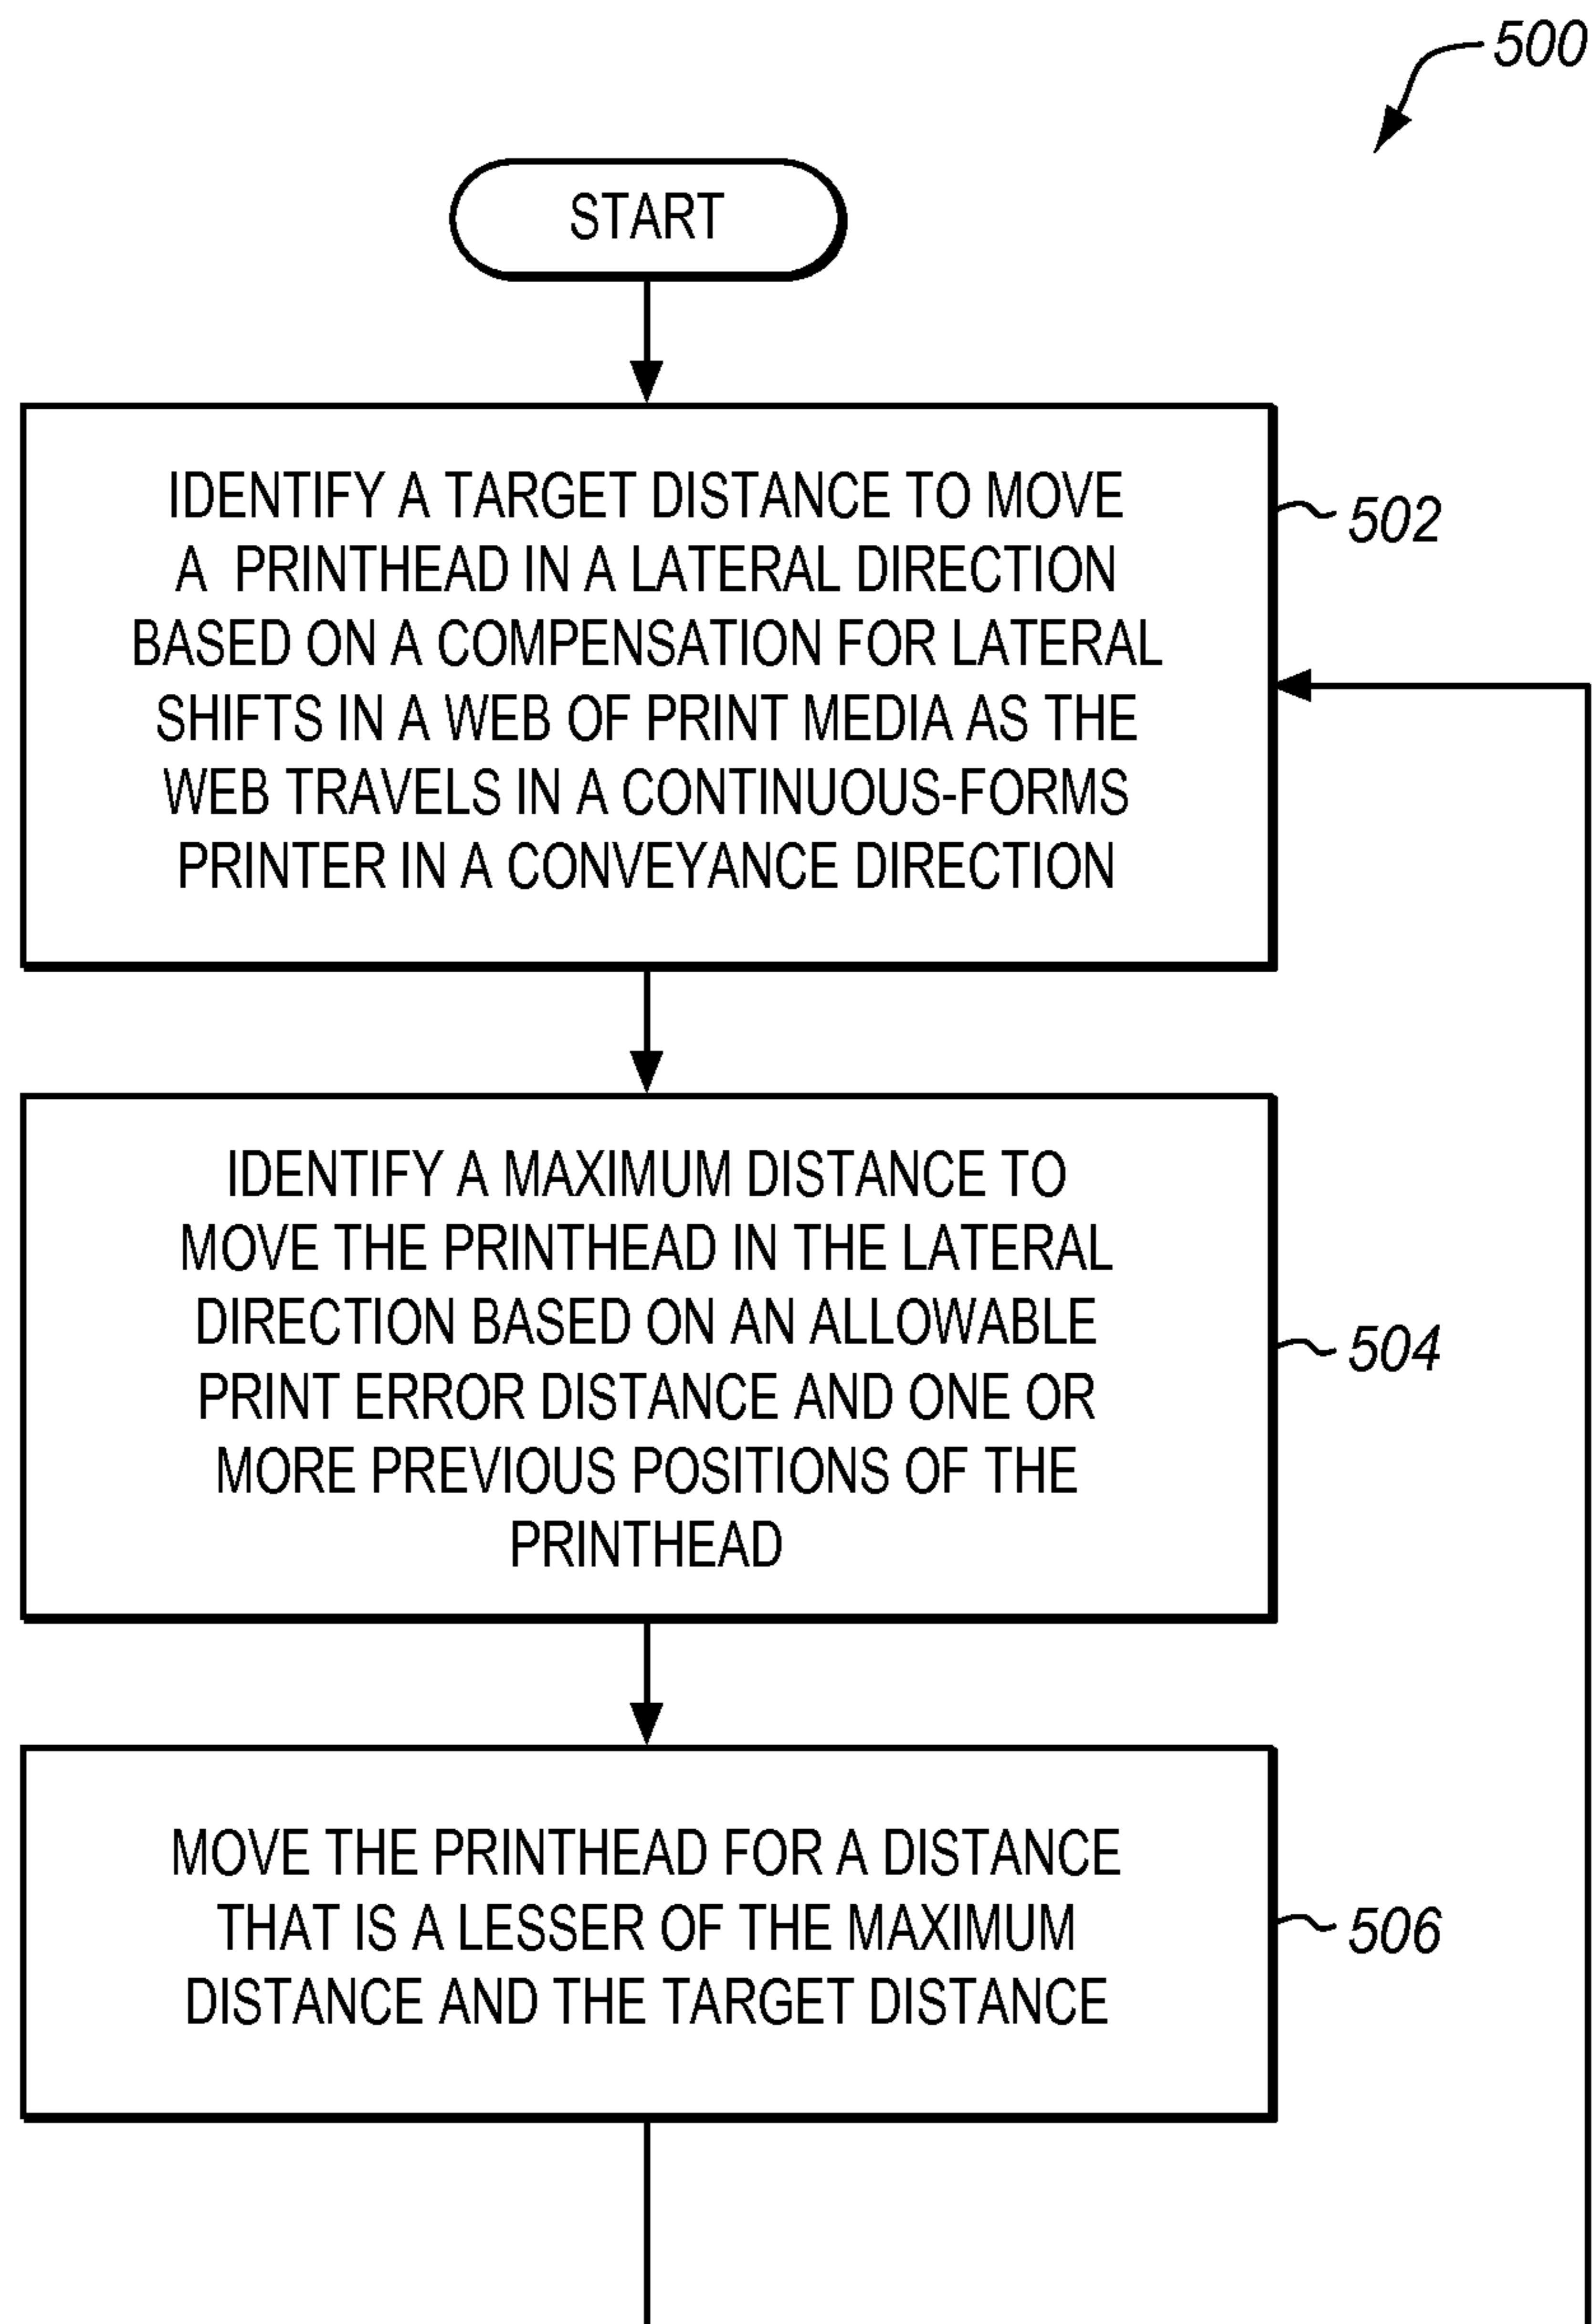 500
START
IDENTIFY A TARGET DISTANCE TO MOVE
A PRINTHEAD IN A LATERAL DIRECTION
BASED ON A COMPENSATION FOR LATERAL
SHIFTS IN A WEB OF PRINT MEDIA AS THE
WEB TRAVELS IN A CONTINUOUS-FORMS
PRINTER IN A CONVEYANCE DIRECTION
502
IDENTIFY A MAXIMUM DISTANCE TO
MOVE THE PRINTHEAD IN THE LATERAL
DIRECTION BASED ON AN ALLOWABLE
PRINT ERROR DISTANCE AND ONE OR
MORE PREVIOUS POSITIONS OF THE
PRINTHEAD
504
MOVE THE PRINTHEAD FOR A DISTANCE
THAT IS A LESSER OF THE MAXIMUM
DISTANCE AND THE TARGET DISTANCE
506